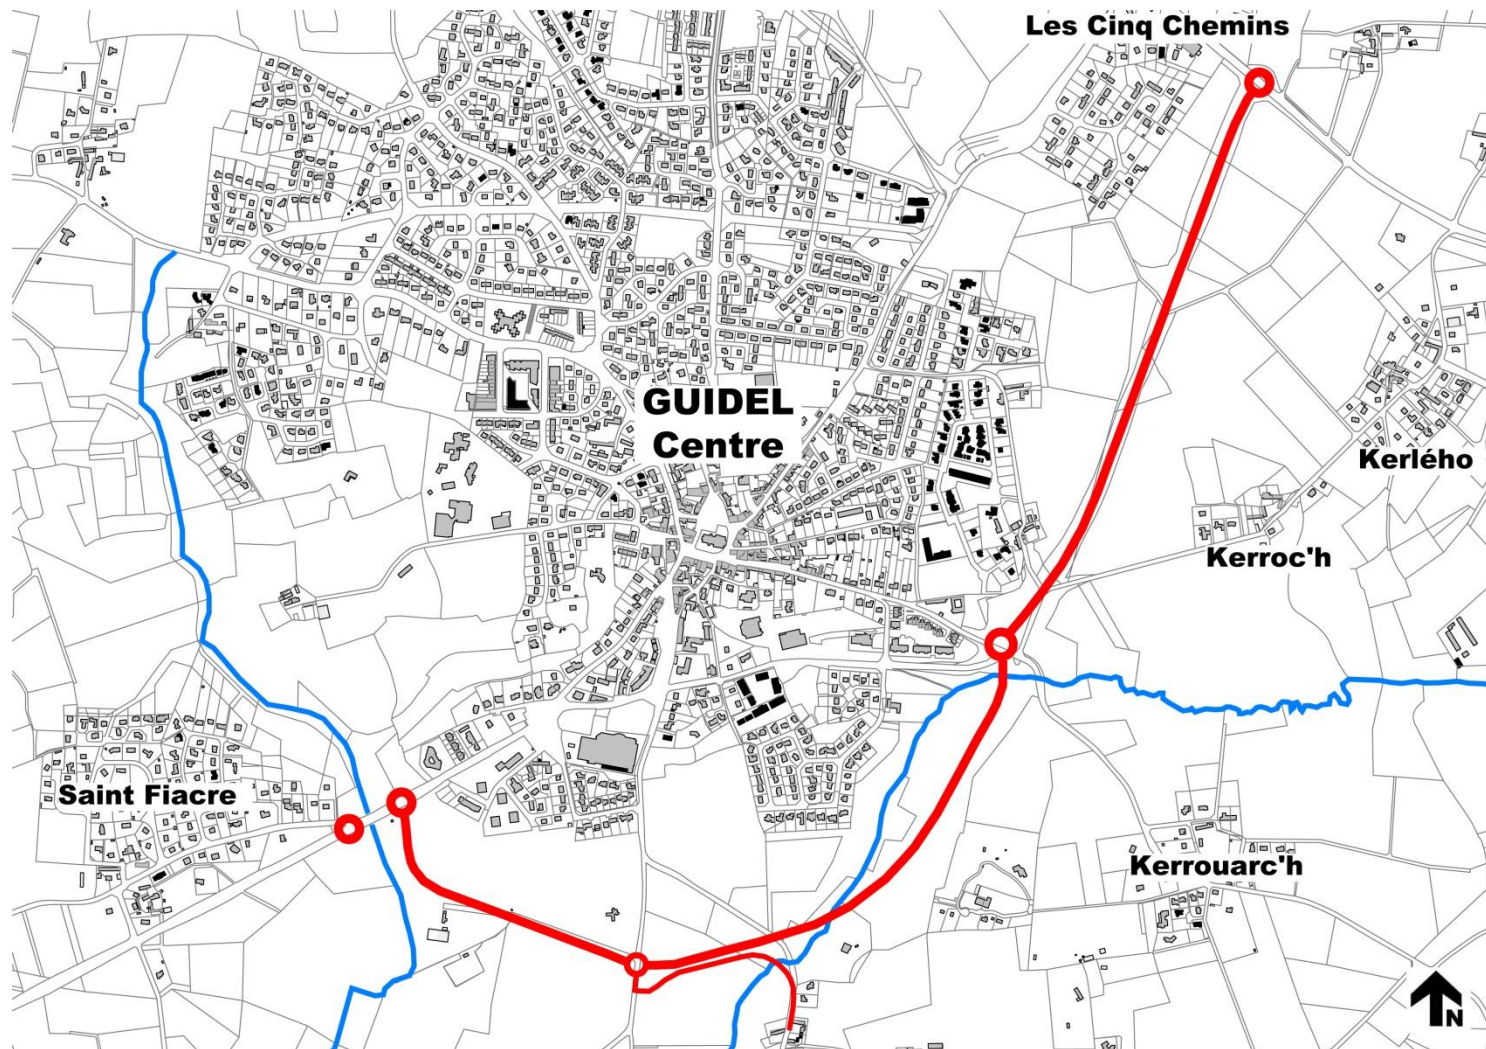 Les Cinq Chemins
GUIDEL
Centre
Kerlého
Kerroc'h
Saint Fiacre
Kerrouarc'h
N